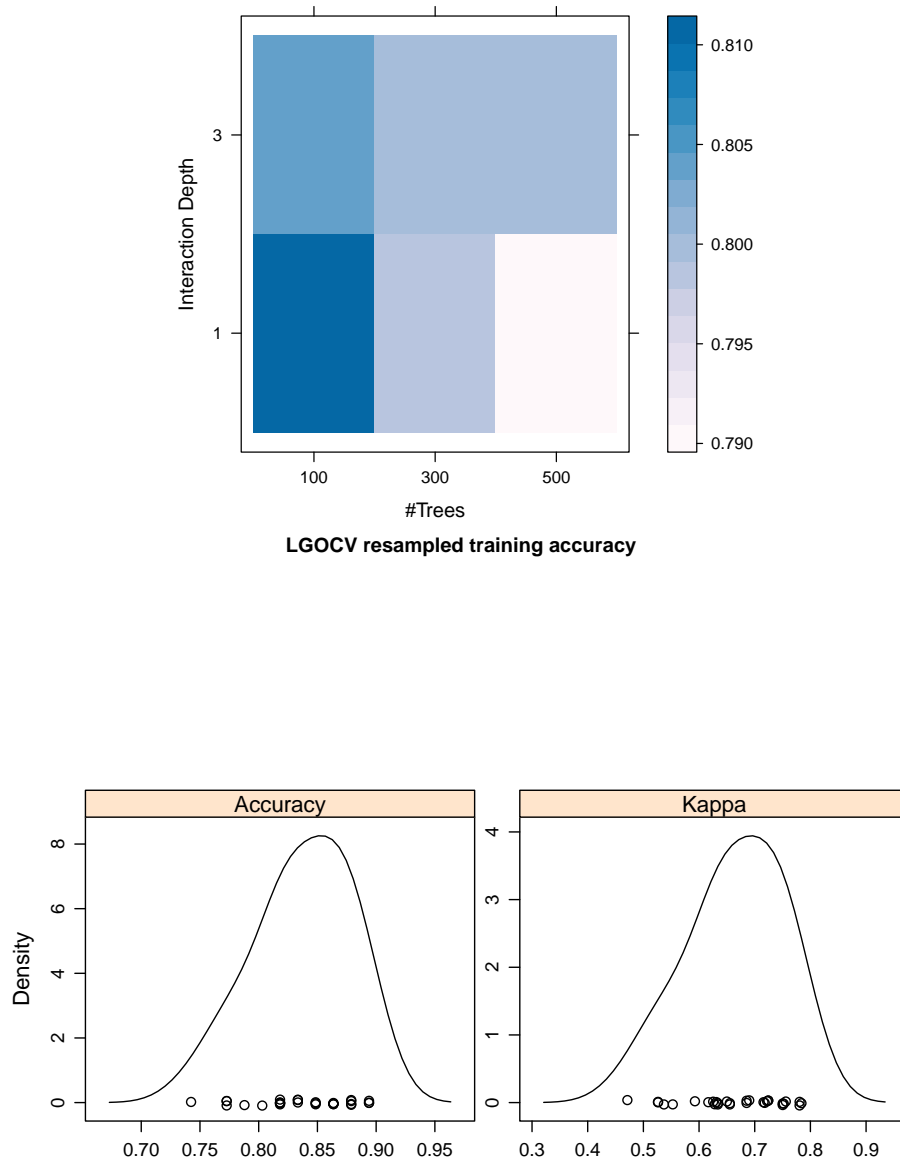 0.810
0.805
0.800
0.795
0.790
3
1
Interaction Depth
100 300 500
#Trees
LGOCV resampled training accuracy
Accuracy
Kappa
Density
8
6
4
2
0
4
3
2
1
0
0.70 0.75 0.80 0.85 0.90 0.95
0.3 0.4 0.5 0.6 0.7 0.8 0.9